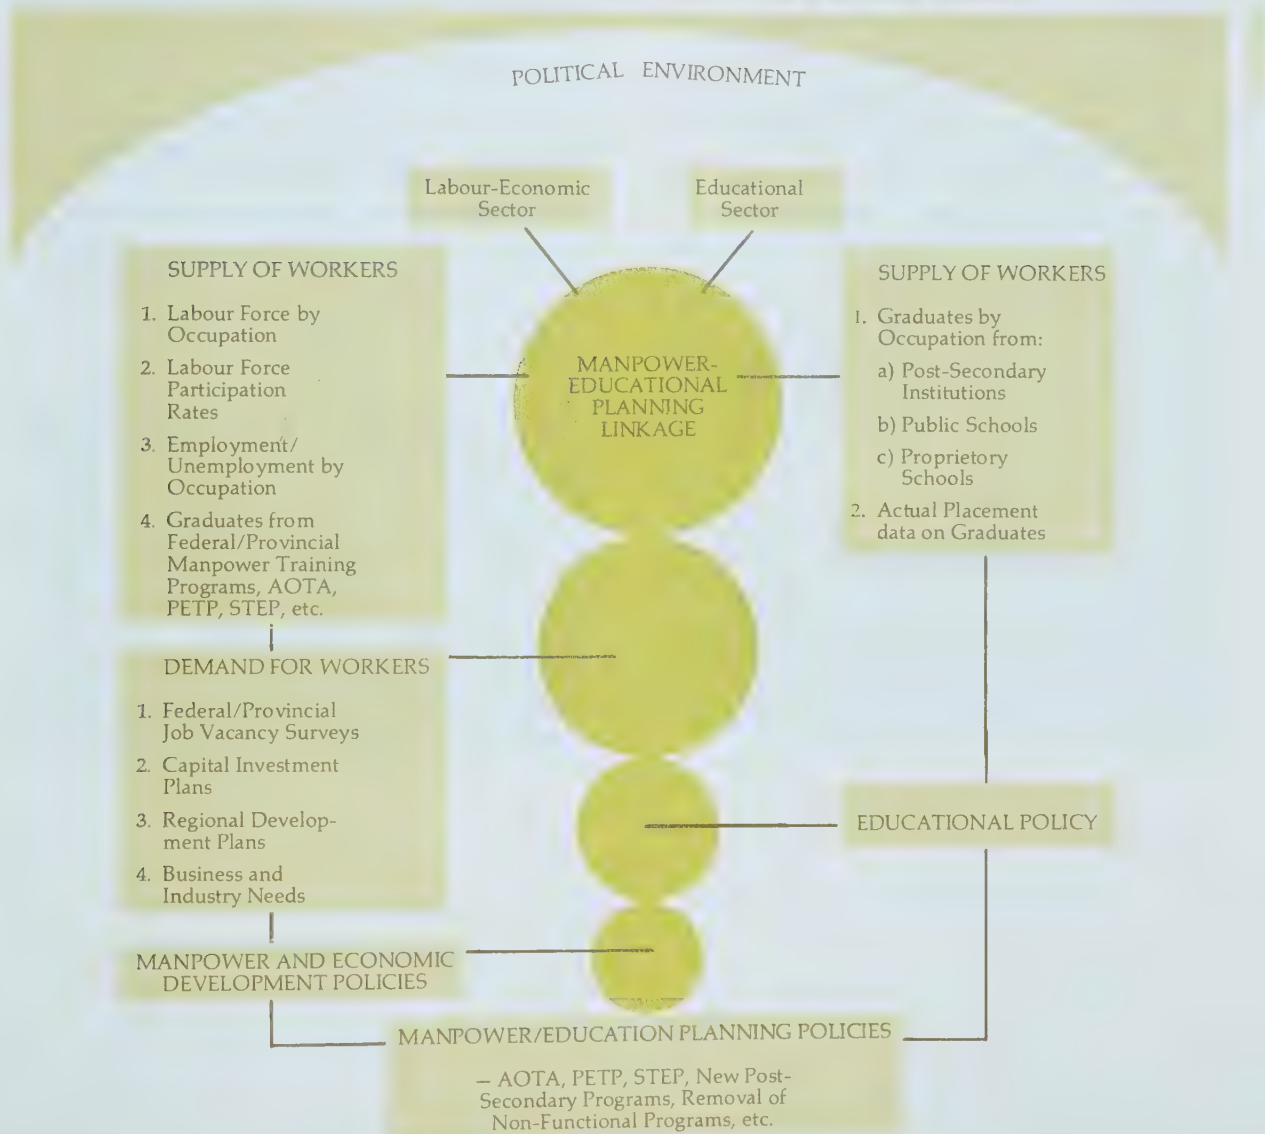 POLITICAL ENVIRONMENT
Labour-Economic
Sector
Educational
Sector
SUPPLY OF WORKERS
1. Labour Force by
Occupation
2. Labour Force
Participation
Rates
3. Employment/
Unemployment by
Occupation
4. Graduates from
Federal/Provincial
Manpower Training
Programs, AOTA,
PETP, STEP, etc.
MANPOWER-
EDUCATIONAL
PLANNING
LINKAGE
SUPPLY OF WORKERS
1. Graduates by
Occupation from:
a) Post-Secondary
Institutions
b) Public Schools
c) Proprietory
Schools
2. Actual Placement
data on Graduates
DEMAND FOR WORKERS
1. Federal/Provincial
Job Vacancy Surveys
2. Capital Investment
Plans
3. Regional Develop-
ment Plans
4. Business and
Industry Needs
EDUCATIONAL POLICY
MANPOWER AND ECONOMIC
DEVELOPMENT POLICIES
MANPOWER/EDUCATION PLANNING POLICIES
– AOTA, PETP, STEP, New Post-
Secondary Programs, Removal of
Non-Functional Programs, etc.